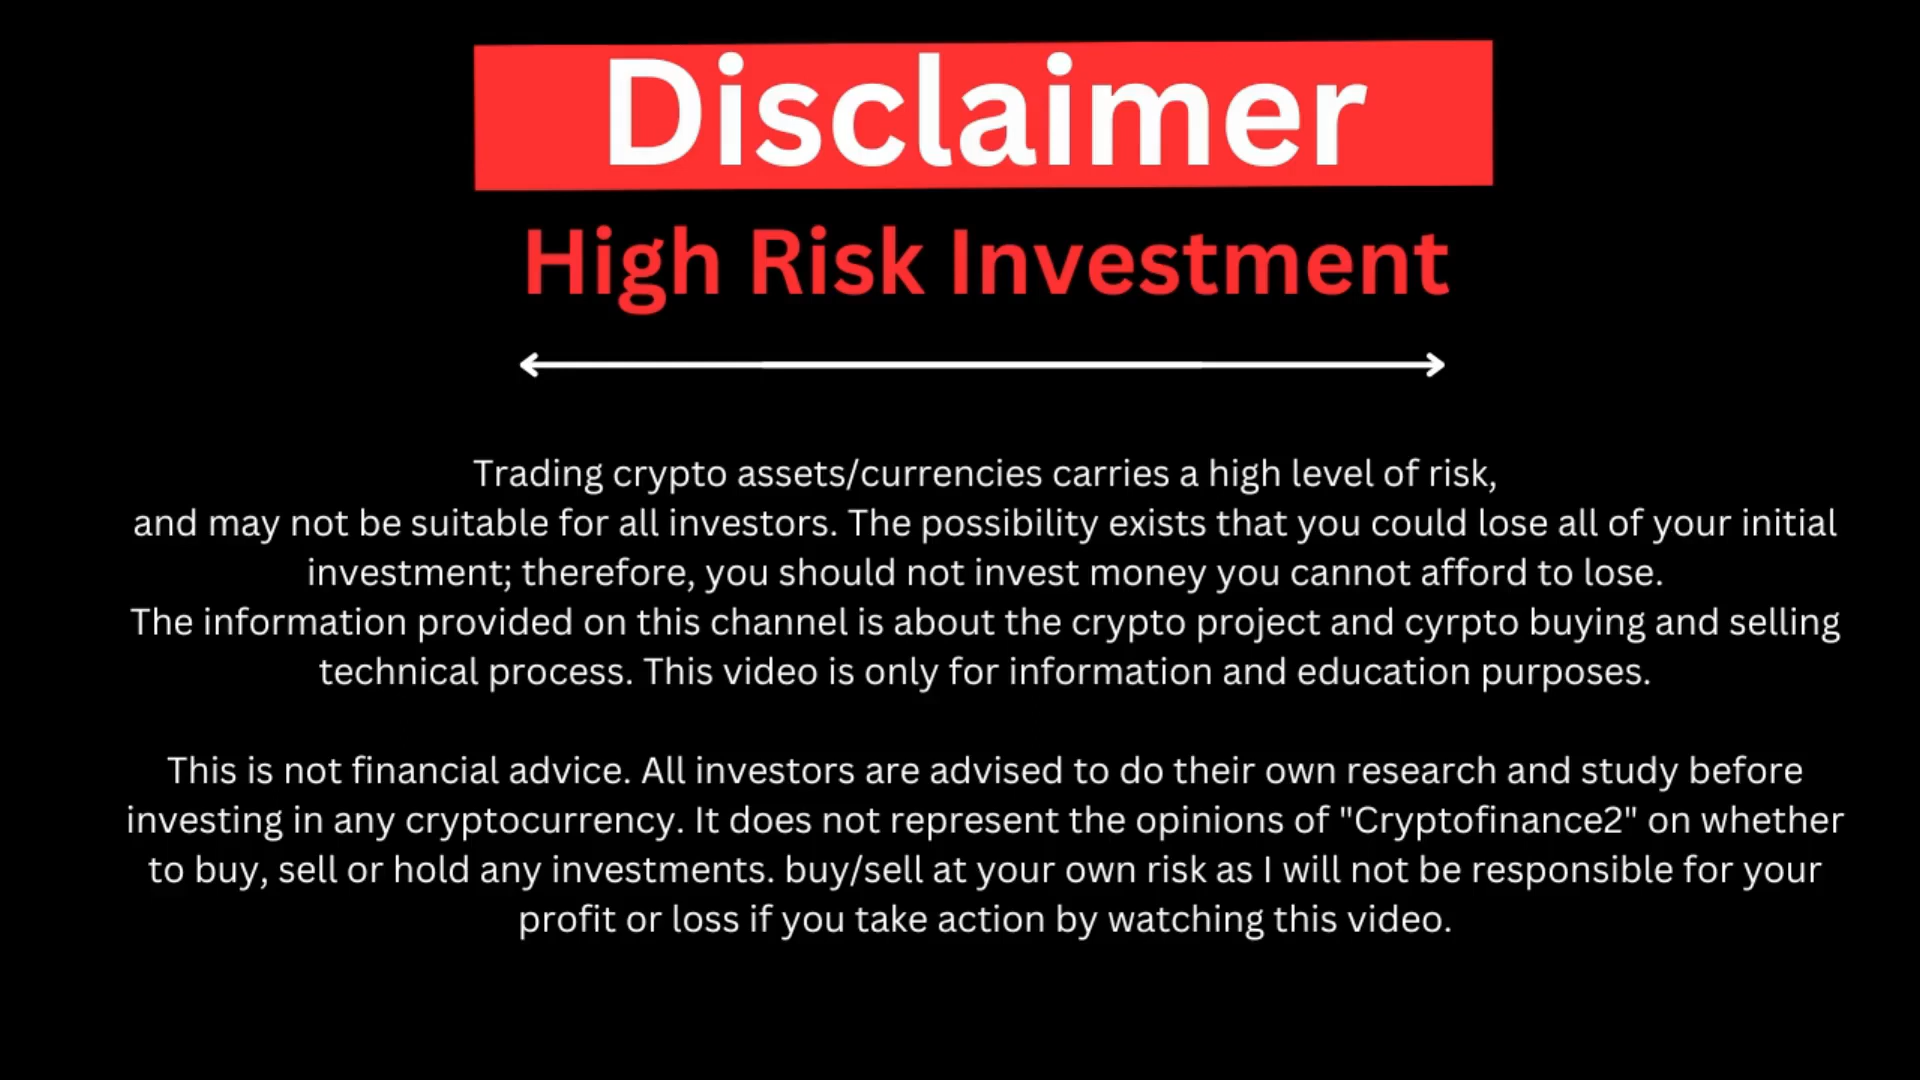 Disclaimer
High Risk Investment
Trading crypto assets/currencies carries a high level of risk,
and may not be suitable for all investors. The possibility exists that you could lose all of your initial
investment; therefore, you should not invest money you cannot afford to lose.
The information provided on this channel is about the crypto project and cyrpto buying and selling
technical process. This video is only for information and education purposes.
This is not financial advice. All investors are advised to do their own research and study before
investing in any cryptocurrency. It does not represent the opinions of "Cryptofinance2" on whether
to buy, sell or hold any investments. buy/sell at your own risk as I will not be responsible for your
profit or loss if you take action by watching this video.